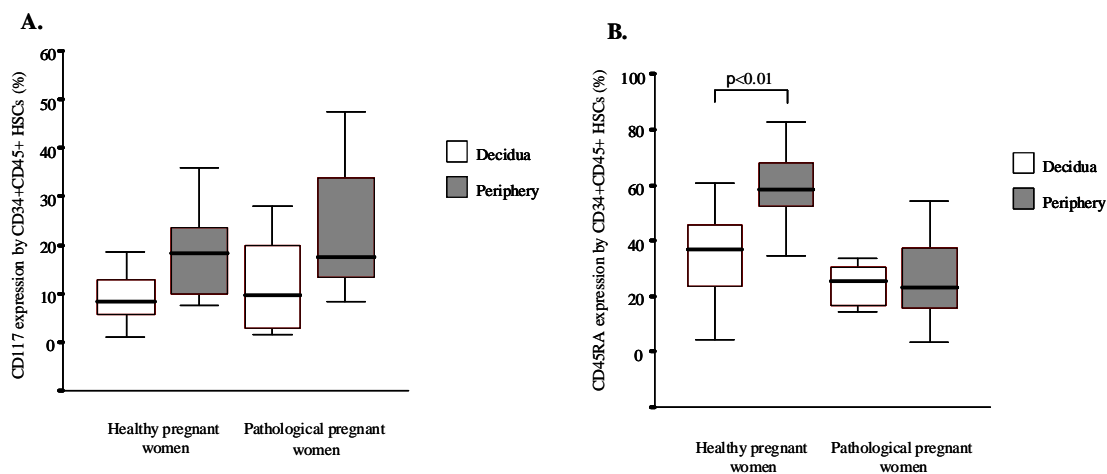 A.
CD117 expression by CD34+CD45+ HSCs (%)
60
50
40
30
20
10
0
Decidua
Periphery
Healthy pregnant
women
Pathological pregnant
women
B.
CD45RA expression by CD34+CD45+ HSCs (%)
100
80
60
40
20
0
p<0.01
Decidua
Periphery
Healthy pregnant
women
Pathological pregnant
women